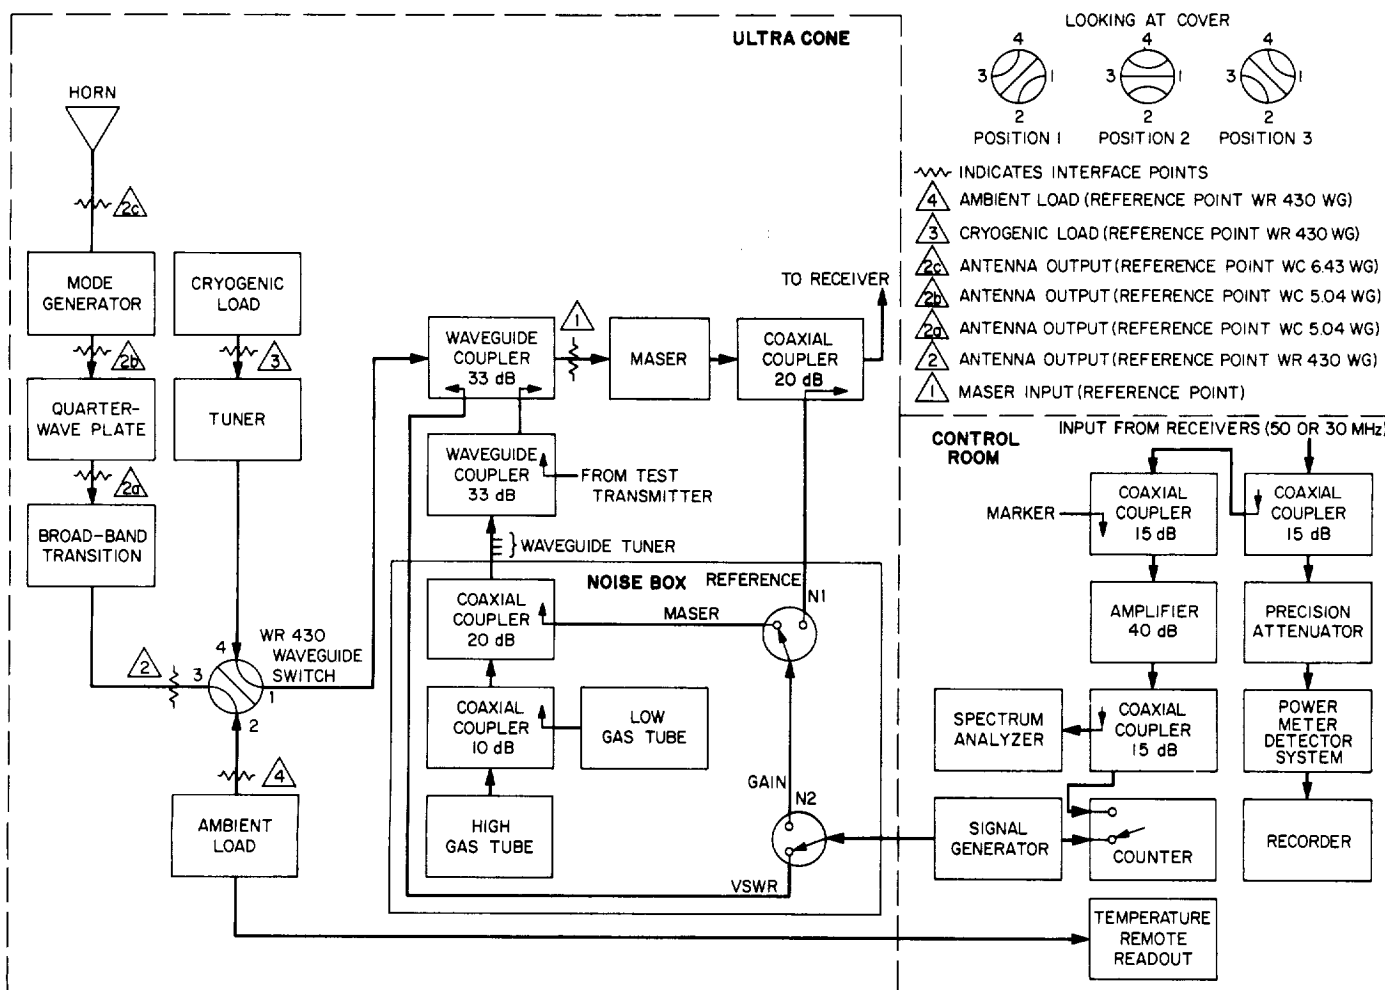 ULTRA CONE
LOOKING AT COVER
4
3
1
2
POSITION 1
4
3
1
2
POSITION 2
4
3
1
2
POSITION 3
INDICATES INTERFACE POINTS
4 AMBIENT LOAD (REFERENCE POINT WR 430 WG)
3 CRYOGENIC LOAD (REFERENCE POINT WR 430 WG)
2c ANTENNA OUTPUT (REFERENCE POINT WC 6.43 WG)
2b ANTENNA OUTPUT (REFERENCE POINT WC 5.04 WG)
2a ANTENNA OUTPUT (REFERENCE POINT WC 5.04 WG)
2 ANTENNA OUTPUT (REFERENCE POINT WR 430 WG)
1 MASER INPUT (REFERENCE POINT)
HORN
2c
MODE
GENERATOR
2b
QUARTER-
WAVE PLATE
2a
BROAD-BAND
TRANSITION
CRYOGENIC
LOAD
3
TUNER
2
4
3
1
2
WR 430
WAVEGUIDE
SWITCH
4
AMBIENT
LOAD
WAVEGUIDE
COUPLER
33 dB
1
MASER
COAXIAL
COUPLER
20 dB
TO RECEIVER
WAVEGUIDE
COUPLER
33 dB
FROM TEST
TRANSMITTER
WAVEGUIDE TUNER
NOISE BOX
REFERENCE
N1
MASER
COAXIAL
COUPLER
20 dB
COAXIAL
COUPLER
10 dB
LOW
GAS TUBE
HIGH
GAS TUBE
GAIN
N2
VSWR
CONTROL
ROOM
INPUT FROM RECEIVERS (50 OR 30 MHz)
MARKER
COAXIAL
COUPLER
15 dB
COAXIAL
COUPLER
15 dB
AMPLIFIER
40 dB
PRECISION
ATTENUATOR
SPECTRUM
ANALYZER
COAXIAL
COUPLER
15 dB
POWER
METER
DETECTOR
SYSTEM
SIGNAL
GENERATOR
COUNTER
RECORDER
TEMPERATURE
REMOTE
READOUT